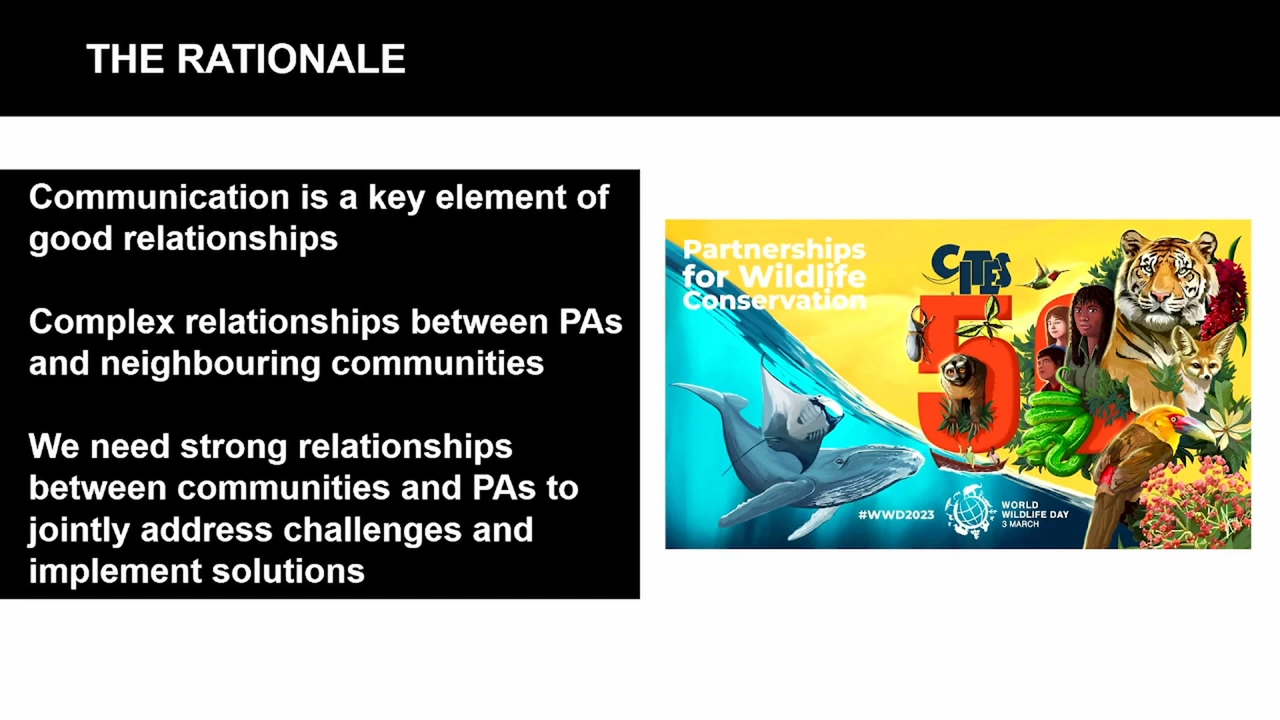 THE RATIONALE
Communication is a key element of
good relationships
Complex relationships between PAs
and neighbouring communities
We need strong relationships
between communities and PAs to
jointly address challenges and
implement solutions
Partnerships
for Wildlife
Conservation
CITES
50
#WWD2023
WORLD
WILDLIFE DAY
3 MARCH